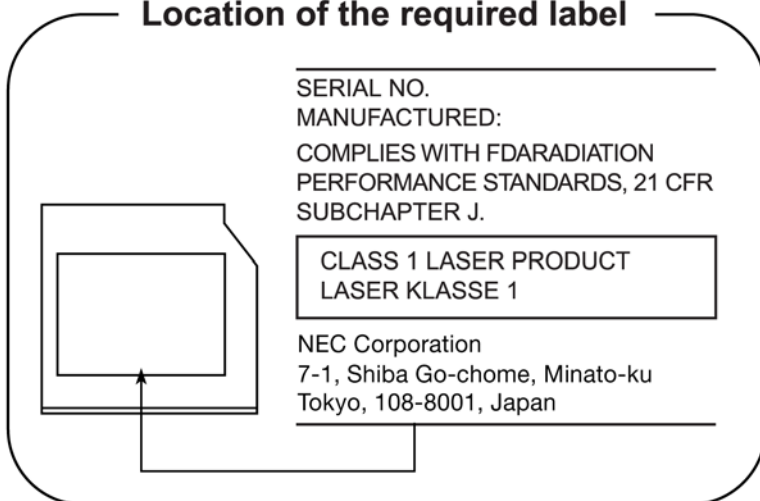 Location of the required label
SERIAL NO.
MANUFACTURED:
COMPLIES WITH FDARADIATION
PERFORMANCE STANDARDS, 21 CFR
SUBCHAPTER J.
CLASS 1 LASER PRODUCT
LASER KLASSE 1
NEC Corporation
7-1, Shiba Go-chome, Minato-ku
Tokyo, 108-8001, Japan